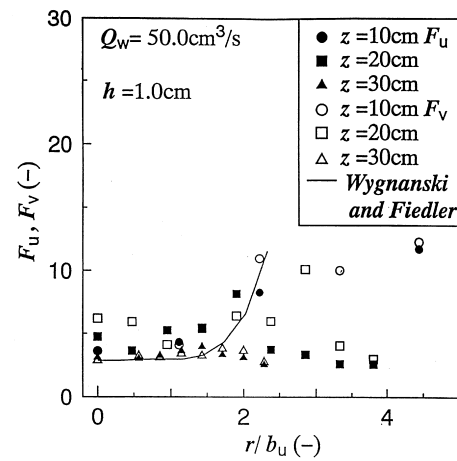 30
Q_w = 50.0cm³/s
h = 1.0cm
● z =10cm F_u
■ z =20cm
▲ z =30cm
○ z =10cm F_v
□ z =20cm
△ z =30cm
— Wygnanski
and Fiedler
20
10
0
F_u, F_v (–)
0 2 4
r/b_u (–)